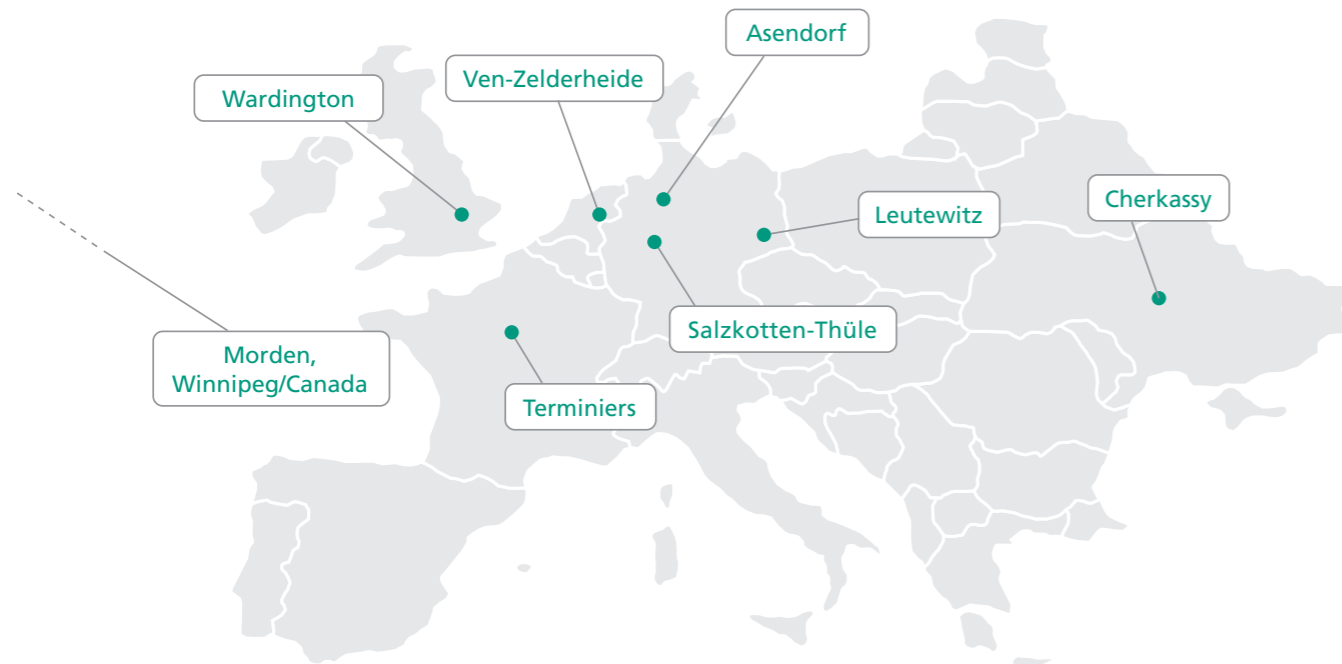 Asendorf
Ven-Zelderheide
Wardington
Cherkassy
Leutewitz
Salzkotten-Thüle
Morden,
Winnipeg/Canada
Terminiers